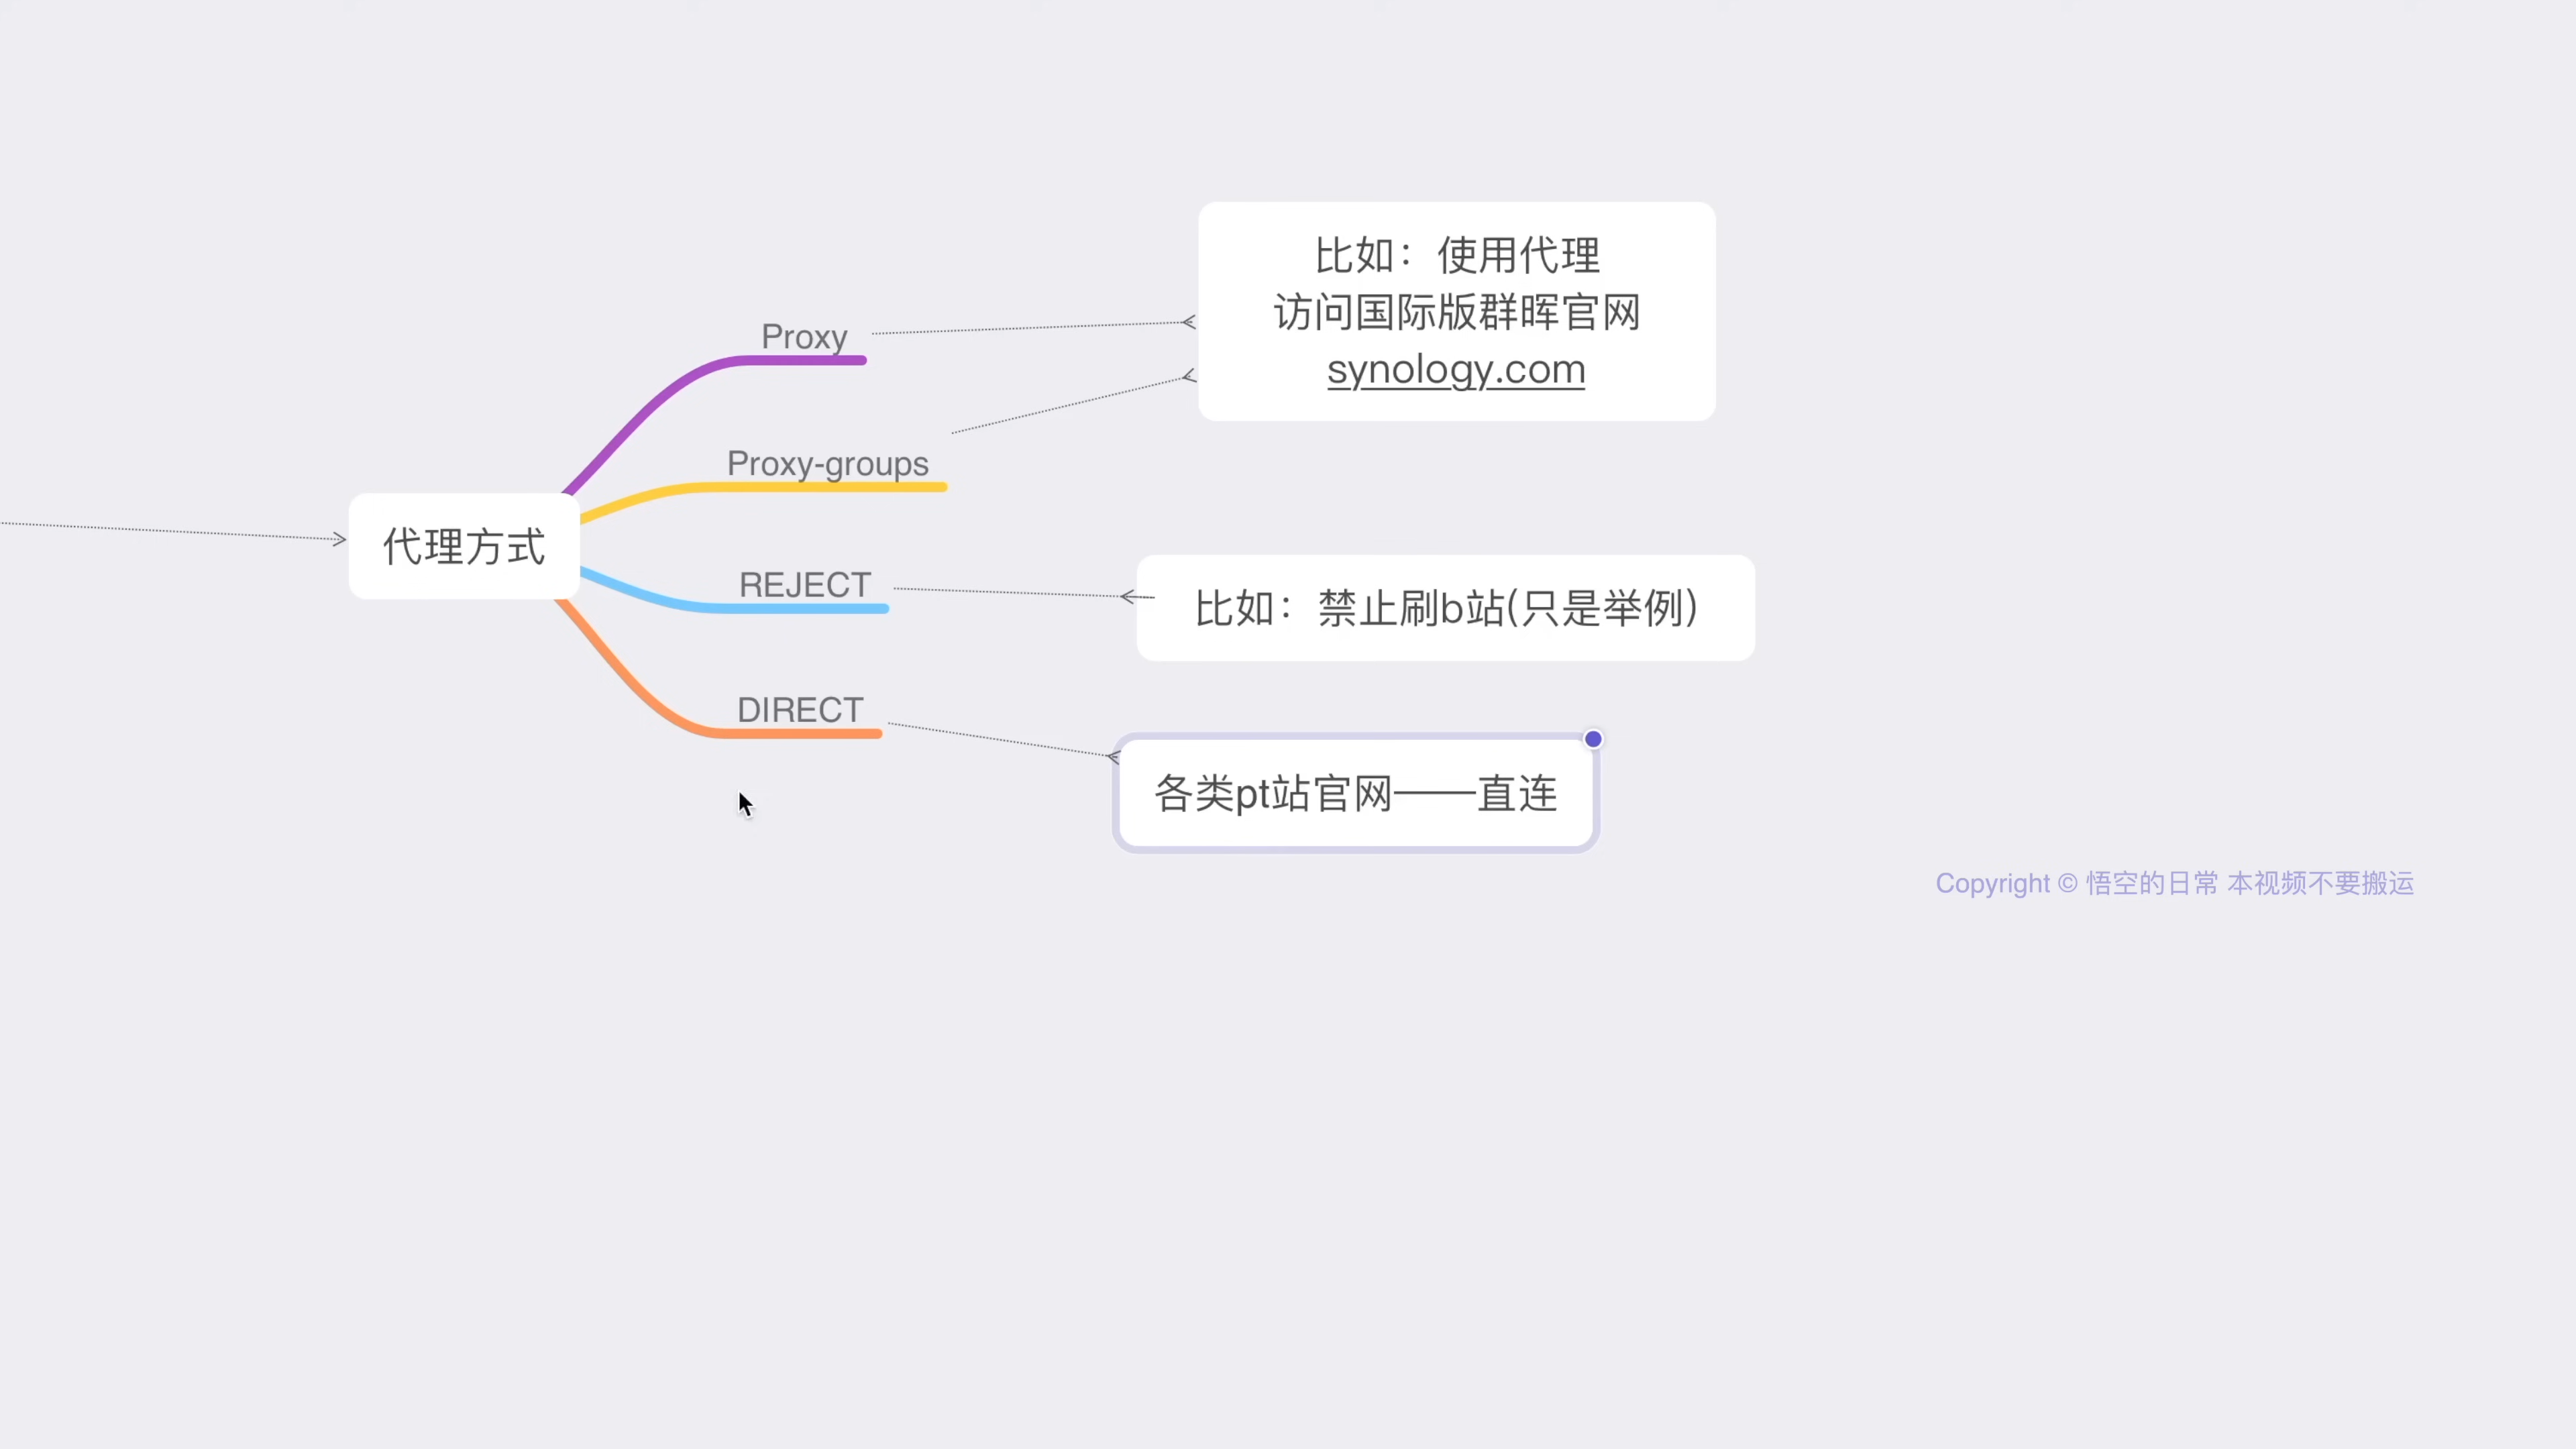 比如：使用代理
访问国际版群晖官网
synology.com
Proxy
Proxy-groups
代理方式
REJECT
比如：禁止刷b站(只是举例)
DIRECT
各类pt站官网——直连
Copyright © 悟空的日常 本视频不要搬运